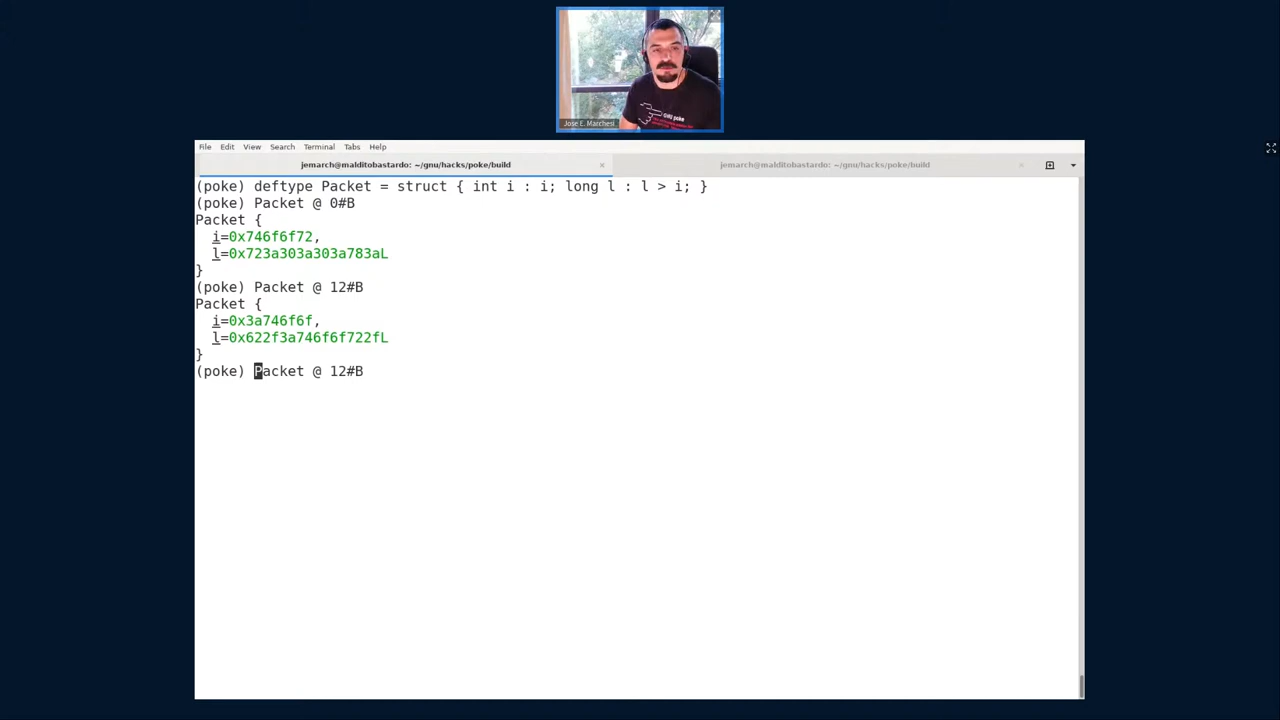 GNU poke
Jose E. Marchesi
File Edit View Search Terminal Tabs Help
jemarch@malditobastardo: ~/gnu/hacks/poke/build × jemarch@malditobastardo: ~/gnu/hacks/poke/build ×
(poke) deftype Packet = struct { int i : i; long l : l > i; }
(poke) Packet @ 0#B
Packet {
  i=0x746f6f72,
  l=0x723a303a303a783aL
}
(poke) Packet @ 12#B
Packet {
  i=0x3a746f6f,
  l=0x622f3a746f6f722fL
}
(poke) Packet @ 12#B